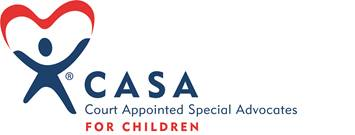 ® CASA
Court Appointed Special Advocates
FOR CHILDREN